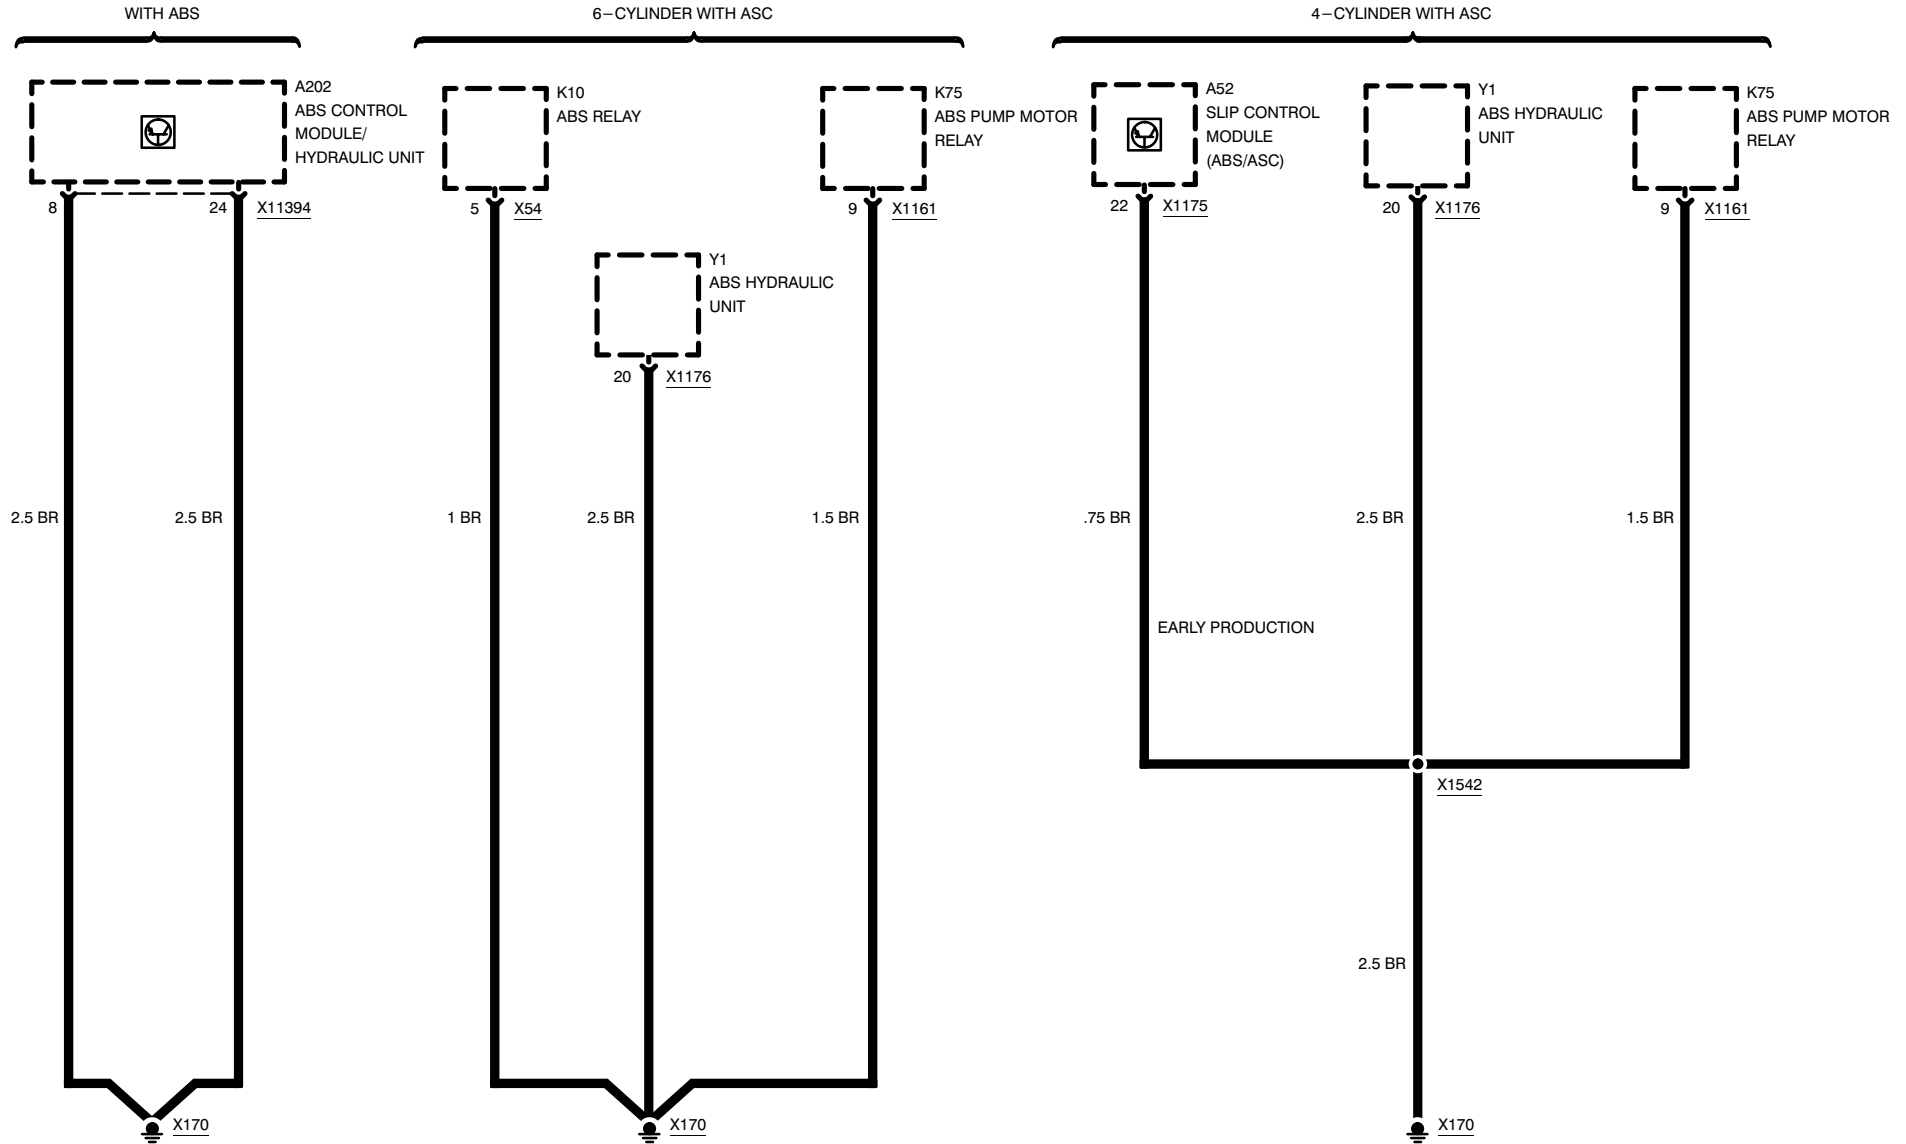 WITH ABS
6–CYLINDER WITH ASC
4–CYLINDER WITH ASC
A202
ABS CONTROL
MODULE/
HYDRAULIC UNIT
8
24
X11394
K10
ABS RELAY
5
X54
K75
ABS PUMP MOTOR
RELAY
9
X1161
Y1
ABS HYDRAULIC
UNIT
20
X1176
A52
SLIP CONTROL
MODULE
(ABS/ASC)
22
X1175
Y1
ABS HYDRAULIC
UNIT
20
X1176
K75
ABS PUMP MOTOR
RELAY
9
X1161
2.5 BR
2.5 BR
1 BR
2.5 BR
1.5 BR
.75 BR
2.5 BR
1.5 BR
EARLY PRODUCTION
X1542
2.5 BR
X170
X170
X170